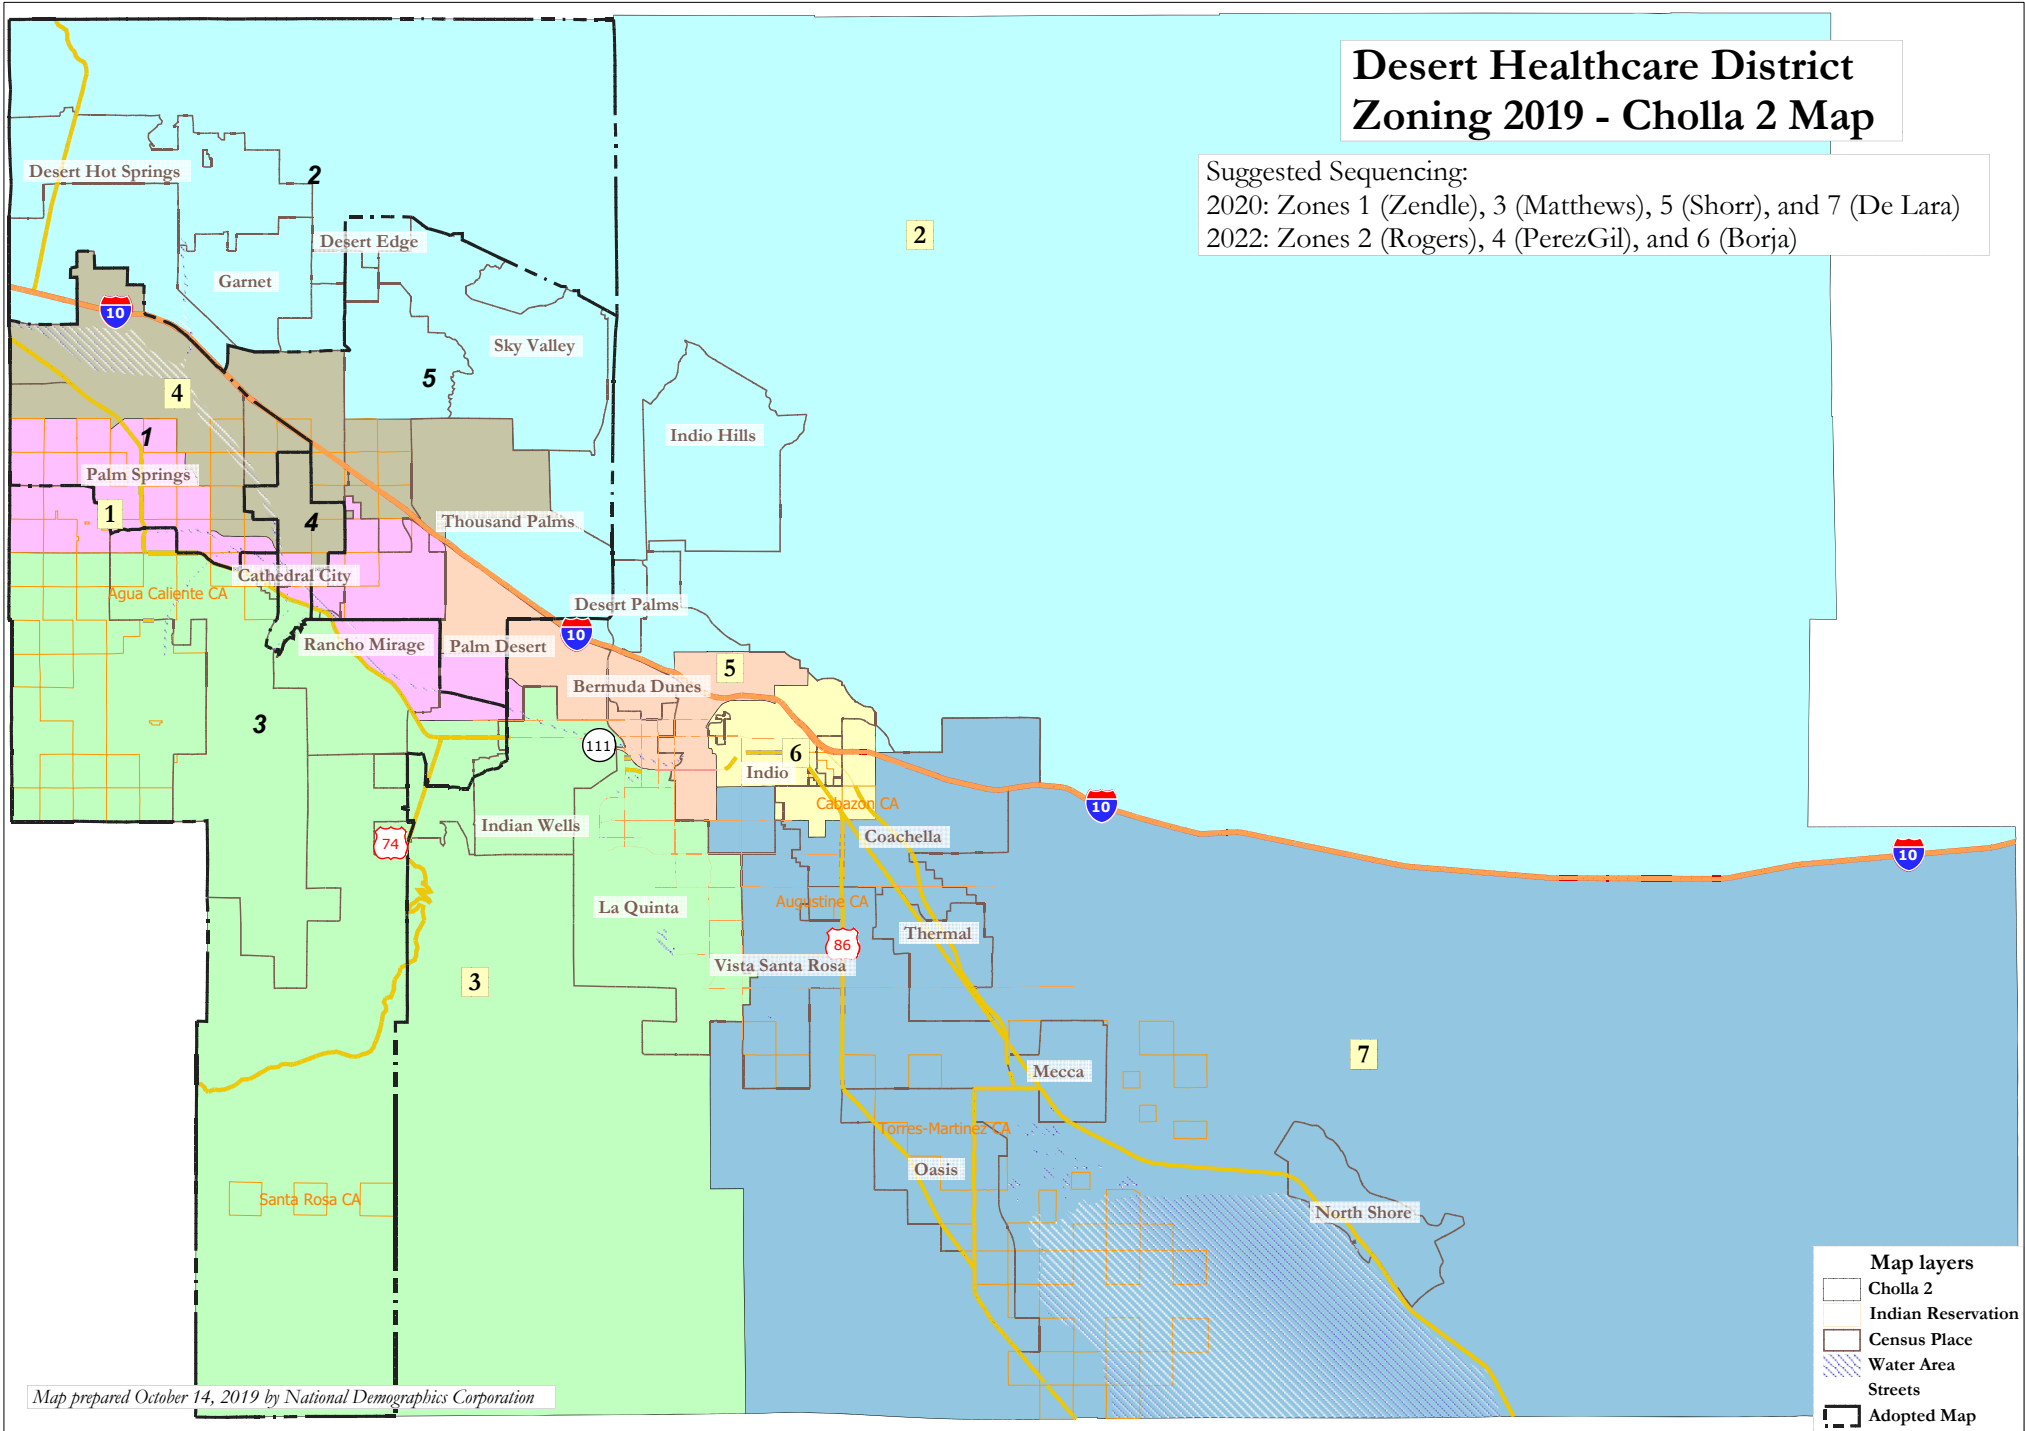 Desert Healthcare District
Zoning 2019 - Cholla 2 Map
Suggested Sequencing:
2020: Zones 1 (Zendle), 3 (Matthews), 5 (Shorr), and 7 (De Lara)
2022: Zones 2 (Rogers), 4 (PerezGil), and 6 (Borja)
Desert Hot Springs
2
Desert Edge
2
Garnet
10
Sky Valley
5
4
1
Indio Hills
Palm Springs
1
4
Thousand Palms
Cathedral City
Agua Caliente CA
Desert Palms
10
Rancho Mirage
Palm Desert
5
Bermuda Dunes
3
111
6
Indio
Cabazon CA
10
Indian Wells
Coachella
74
10
La Quinta
Augustine CA
Thermal
86
Vista Santa Rosa
3
7
Mecca
Torres-Martinez CA
Oasis
Santa Rosa CA
North Shore
Map layers
Cholla 2
Indian Reservation
Census Place
Water Area
Streets
Adopted Map
Map prepared October 14, 2019 by National Demographics Corporation